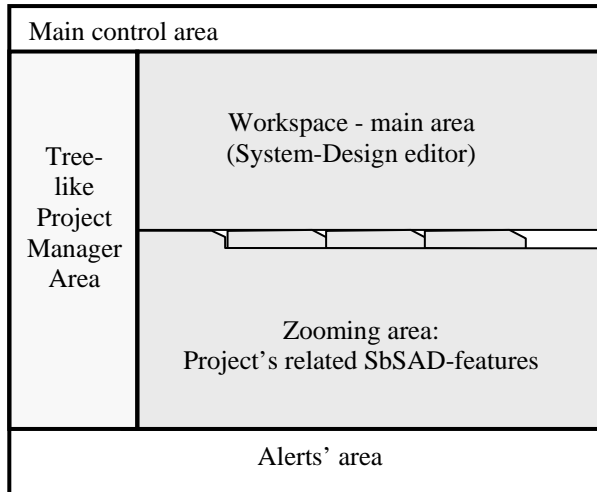 Main control area
Workspace - main area
(System-Design editor)
Tree-
like
Project
Manager
Area
Zooming area:
Project’s related SbSAD-features
Alerts’ area